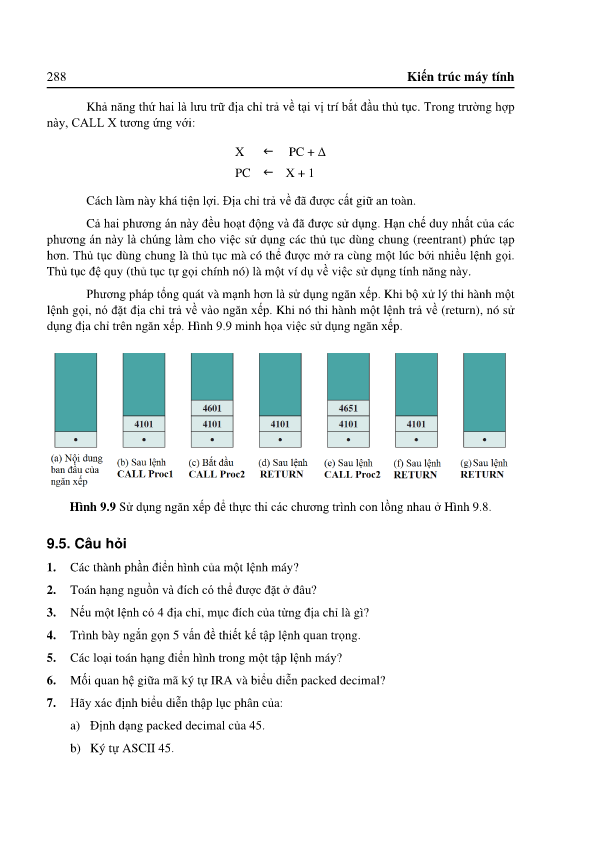 288 Kiến trúc máy tính
Khả năng thứ hai là lưu trữ địa chỉ trả về tại vị trí bắt đầu thủ tục. Trong trường hợp
này, CALL X tương ứng với:
X ← PC + Δ
PC ← X + 1
Cách làm này khá tiện lợi. Địa chỉ trả về đã được cất giữ an toàn.
Cả hai phương án này đều hoạt động và đã được sử dụng. Hạn chế duy nhất của các
phương án này là chúng làm cho việc sử dụng các thủ tục dùng chung (reentrant) phức tạp
hơn. Thủ tục dùng chung là thủ tục mà có thể được mở ra cùng một lúc bởi nhiều lệnh gọi.
Thủ tục đệ quy (thủ tục tự gọi chính nó) là một ví dụ về việc sử dụng tính năng này.
Phương pháp tổng quát và mạnh hơn là sử dụng ngăn xếp. Khi bộ xử lý thi hành một
lệnh gọi, nó đặt địa chỉ trả về vào ngăn xếp. Khi nó thi hành một lệnh trả về (return), nó sử
dụng địa chỉ trên ngăn xếp. Hình 9.9 minh họa việc sử dụng ngăn xếp.
4601 4651
4101 4101 4101 4101 4101
• • • • • • •
(a) Nội dung
ban đầu của
ngăn xếp
(b) Sau lệnh
CALL Proc1
(c) Bắt đầu
CALL Proc2
(d) Sau lệnh
RETURN
(e) Sau lệnh
CALL Proc2
(f) Sau lệnh
RETURN
(g) Sau lệnh
RETURN
Hình 9.9 Sử dụng ngăn xếp để thực thi các chương trình con lồng nhau ở Hình 9.8.
9.5. Câu hỏi
1. Các thành phần điển hình của một lệnh máy?
2. Toán hạng nguồn và đích có thể được đặt ở đâu?
3. Nếu một lệnh có 4 địa chỉ, mục đích của từng địa chỉ là gì?
4. Trình bày ngắn gọn 5 vấn đề thiết kế tập lệnh quan trọng.
5. Các loại toán hạng điển hình trong một tập lệnh máy?
6. Mối quan hệ giữa mã ký tự IRA và biểu diễn packed decimal?
7. Hãy xác định biểu diễn thập lục phân của:
a) Định dạng packed decimal của 45.
b) Ký tự ASCII 45.